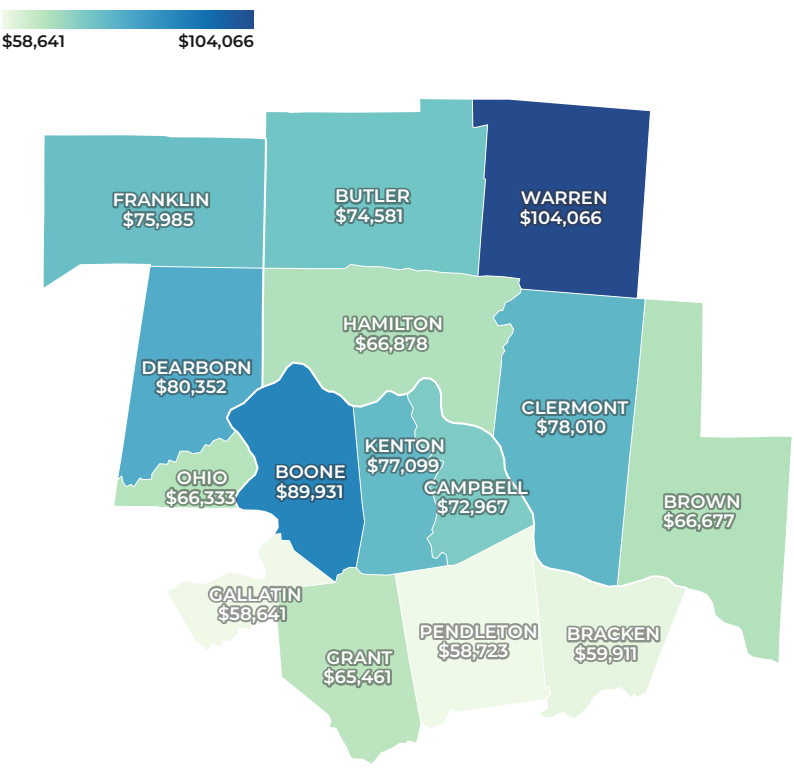 $58,641 $104,066
FRANKLIN
$75,985
BUTLER
$74,581
WARREN
$104,066
HAMILTON
$66,878
DEARBORN
$80,352
CLERMONT
$78,010
KENTON
$77,099
OHIO
$66,333
BOONE
$89,931
CAMPBELL
$72,967
BROWN
$66,677
GALLATIN
$58,641
PENDLETON
$58,723
BRACKEN
$59,911
GRANT
$65,461